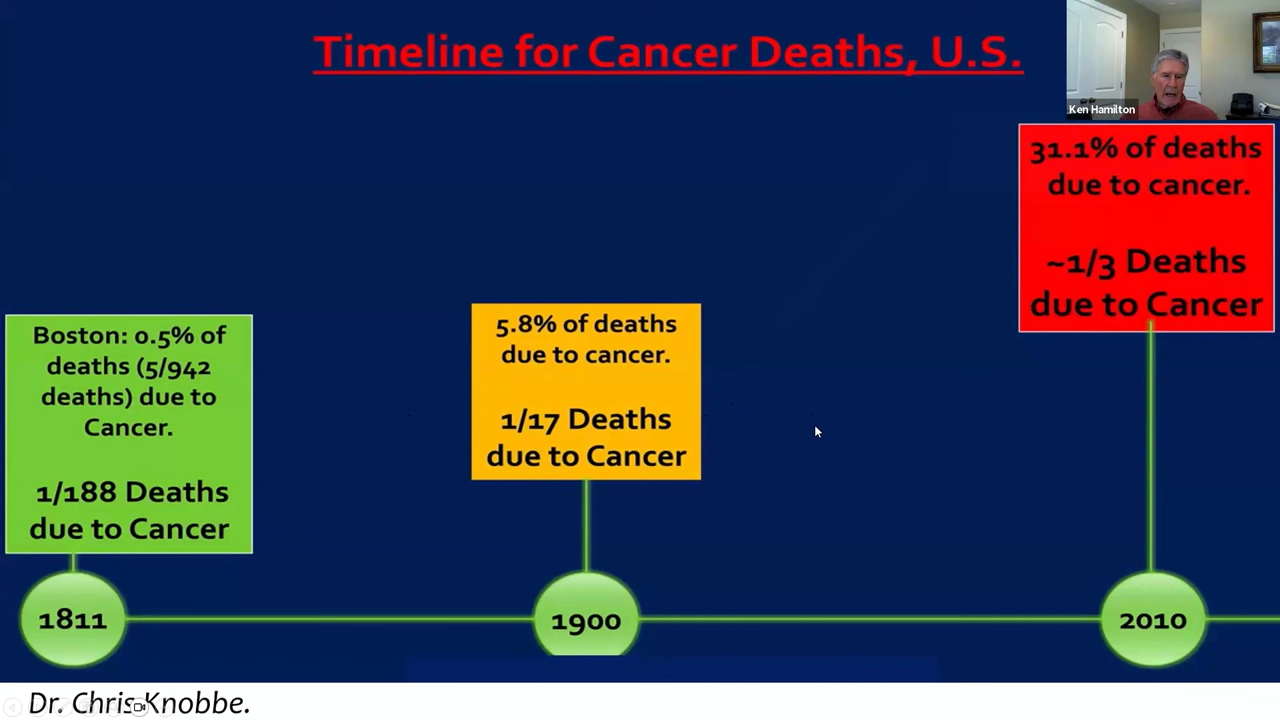 Timeline for Cancer Deaths, U.S.
Ken Hamilton
31.1% of deaths
due to cancer.
~1/3 Deaths
due to Cancer
Boston: 0.5% of
deaths (5/942
deaths) due to
Cancer.
1/188 Deaths
due to Cancer
5.8% of deaths
due to cancer.
1/17 Deaths
due to Cancer
1811
1900
2010
Dr. Chris Knobbe.